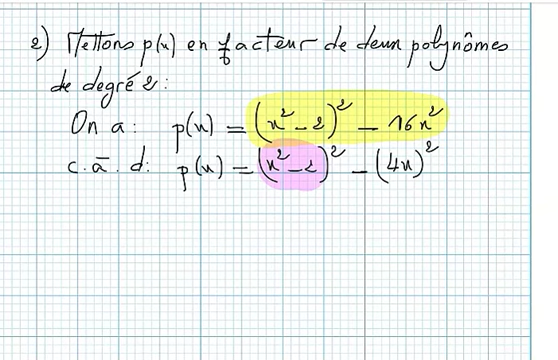 2) Mettons p(x) en facteur de deux polynômes
de degré 2 :
On a : p(x) = (x² - 2)² - 16x²
c.à.d : p(x) = (x² - 2)² - (4x)²